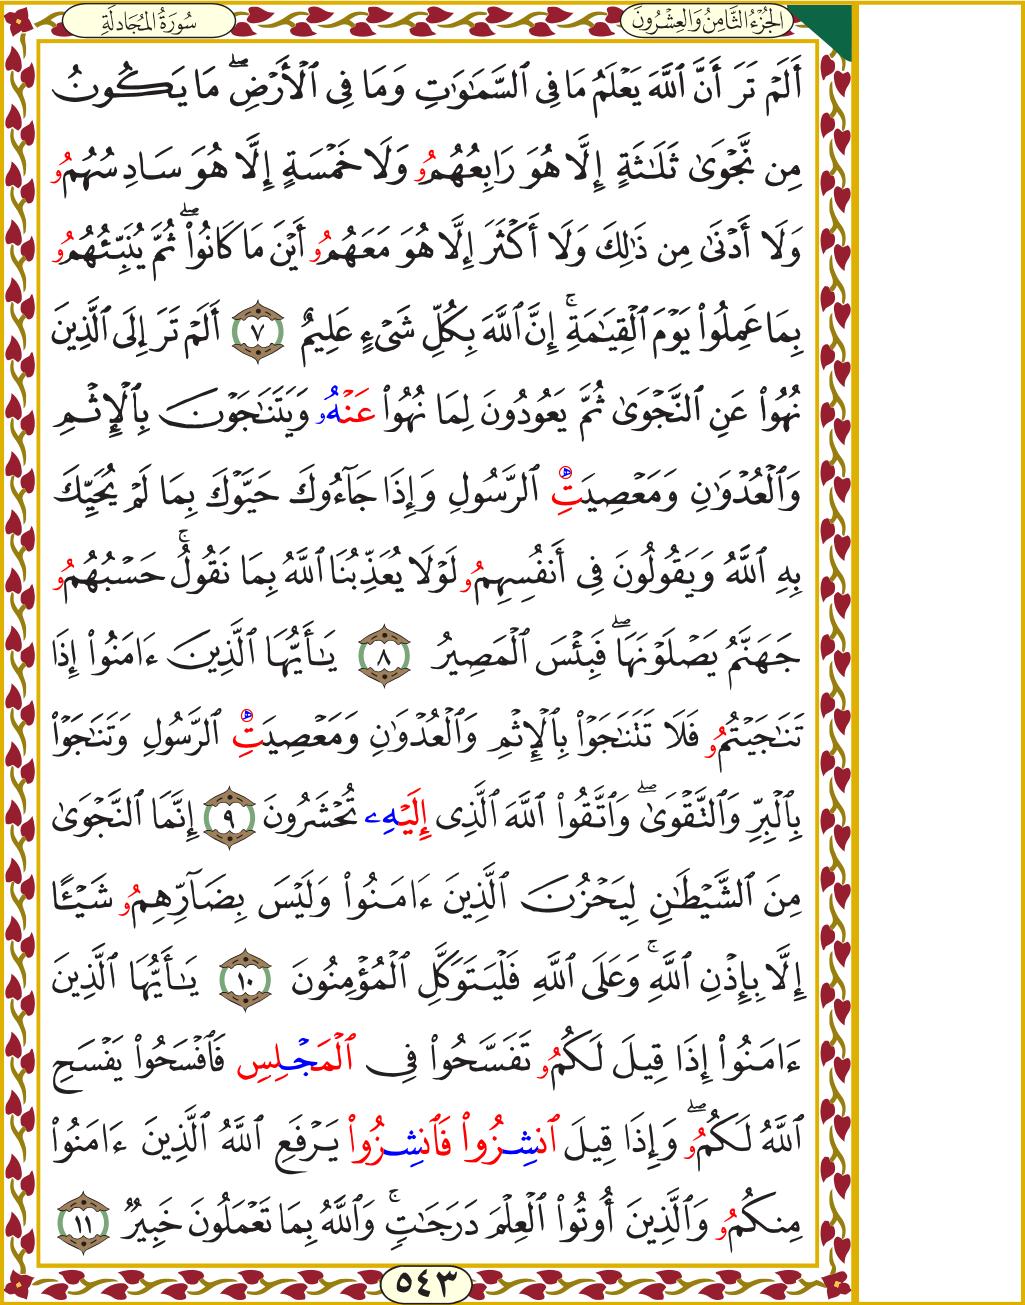 الجُزْءُ الثَّامِنُ وَالعِشْرُونَ
سُورَةُ المُجَادلَةِ
أَلَمْ تَرَ أَنَّ ٱللَّهَ يَعْلَمُ مَا فِى ٱلسَّمَٰوَٰتِ وَمَا فِى ٱلْأَرْضِۖ مَا يَكُونُ
مِن نَّجْوَىٰ ثَلَٰثَةٍ إِلَّا هُوَ رَابِعُهُمُۥ وَلَا خَمْسَةٍ إِلَّا هُوَ سَادِسُهُمُۥ
وَلَا أَدْنَىٰ مِن ذَٰلِكَ وَلَا أَكْثَرَ إِلَّا هُوَ مَعَهُمُۥ أَيْنَ مَا كَانُوا۟ۖ ثُمَّ يُنَبِّئُهُمُۥ
بِمَا عَمِلُوا۟ يَوْمَ ٱلْقِيَٰمَةِۚ إِنَّ ٱللَّهَ بِكُلِّ شَىْءٍ عَلِيمٌ ٧ أَلَمْ تَرَ إِلَى ٱلَّذِينَ
نُهُوا۟ عَنِ ٱلنَّجْوَىٰ ثُمَّ يَعُودُونَ لِمَا نُهُوا۟ عَنْهُۥ وَيَتَنَٰجَوْنَ بِٱلْإِثْمِ
وَٱلْعُدْوَٰنِ وَمَعْصِيَتِ ٱلرَّسُولِ وَإِذَا جَآءُوكَ حَيَّوْكَ بِمَا لَمْ يُحَيِّكَ
بِهِ ٱللَّهُ وَيَقُولُونَ فِى أَنفُسِهِمُۥ لَوْلَا يُعَذِّبُنَا ٱللَّهُ بِمَا نَقُولُۚ حَسْبُهُمُۥ
جَهَنَّمُ يَصْلَوْنَهَاۖ فَبِئْسَ ٱلْمَصِيرُ ٨ يَٰأَيُّهَا ٱلَّذِينَ ءَامَنُوا۟ إِذَا
تَنَٰجَيْتُمُۥ فَلَا تَتَنَٰجَوْا۟ بِٱلْإِثْمِ وَٱلْعُدْوَٰنِ وَمَعْصِيَتِ ٱلرَّسُولِ وَتَنَٰجَوْا۟
بِٱلْبِرِّ وَٱلتَّقْوَىٰۖ وَٱتَّقُوا۟ ٱللَّهَ ٱلَّذِى إِلَيْهِۦ تُحْشَرُونَ ٩ إِنَّمَا ٱلنَّجْوَىٰ
مِنَ ٱلشَّيْطَٰنِ لِيَحْزُنَ ٱلَّذِينَ ءَامَنُوا۟ وَلَيْسَ بِضَآرِّهِمُۥ شَيْـًٔا
إِلَّا بِإِذْنِ ٱللَّهِۚ وَعَلَى ٱللَّهِ فَلْيَتَوَكَّلِ ٱلْمُؤْمِنُونَ ١٠ يَٰأَيُّهَا ٱلَّذِينَ
ءَامَنُوا۟ إِذَا قِيلَ لَكُمُۥ تَفَسَّحُوا۟ فِى ٱلْمَجْلِسِ فَٱفْسَحُوا۟ يَفْسَحِ
ٱللَّهُ لَكُمُۥۖ وَإِذَا قِيلَ ٱنشِزُوا۟ فَٱنشِزُوا۟ يَرْفَعِ ٱللَّهُ ٱلَّذِينَ ءَامَنُوا۟
مِنكُمُۥ وَٱلَّذِينَ أُوتُوا۟ ٱلْعِلْمَ دَرَجَٰتٍۚ وَٱللَّهُ بِمَا تَعْمَلُونَ خَبِيرٌ ١١
٥٤٣